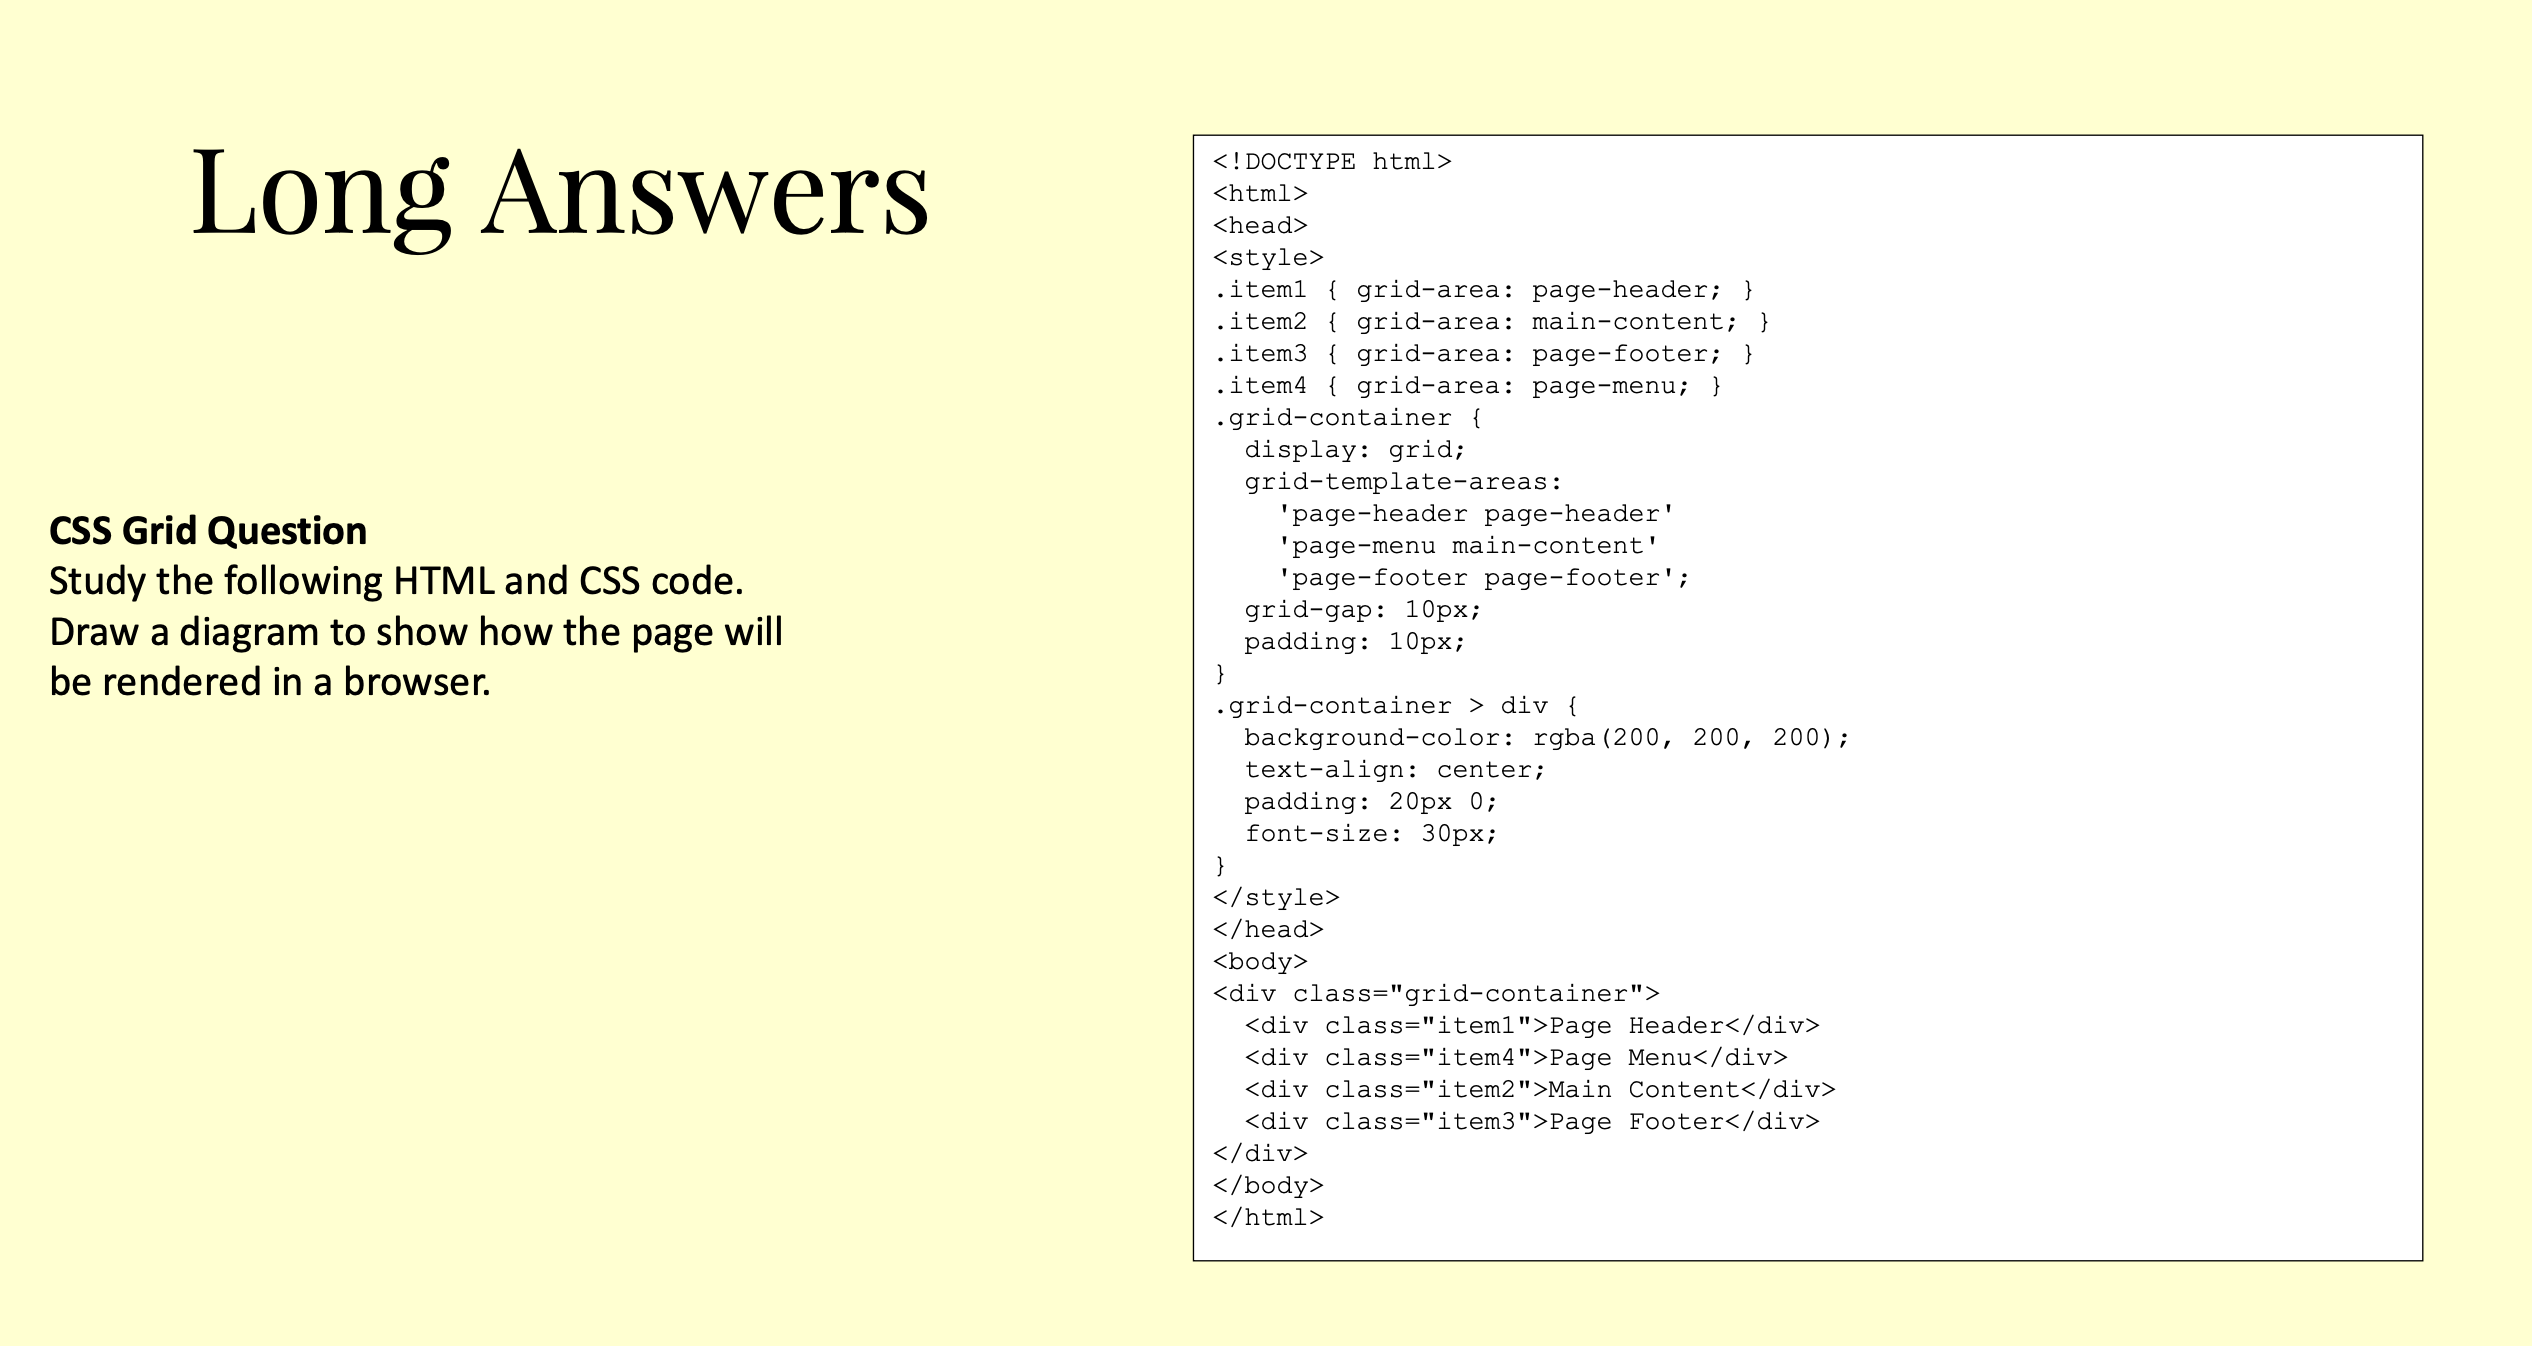 Long Answers
CSS Grid Question
Study the following HTML and CSS code.
Draw a diagram to show how the page will
be rendered in a browser.
<!DOCTYPE html>
<html>
<head>
<style>
.item1 { grid-area: page-header; }
.item2 { grid-area: main-content; }
.item3 { grid-area: page-footer; }
.item4 { grid-area: page-menu; }
.grid-container {
  display: grid;
  grid-template-areas:
    'page-header page-header'
    'page-menu main-content'
    'page-footer page-footer';
  grid-gap: 10px;
  padding: 10px;
}
.grid-container > div {
  background-color: rgba(200, 200, 200);
  text-align: center;
  padding: 20px 0;
  font-size: 30px;
}
</style>
</head>
<body>
<div class="grid-container">
  <div class="item1">Page Header</div>
  <div class="item4">Page Menu</div>
  <div class="item2">Main Content</div>
  <div class="item3">Page Footer</div>
</div>
</body>
</html>